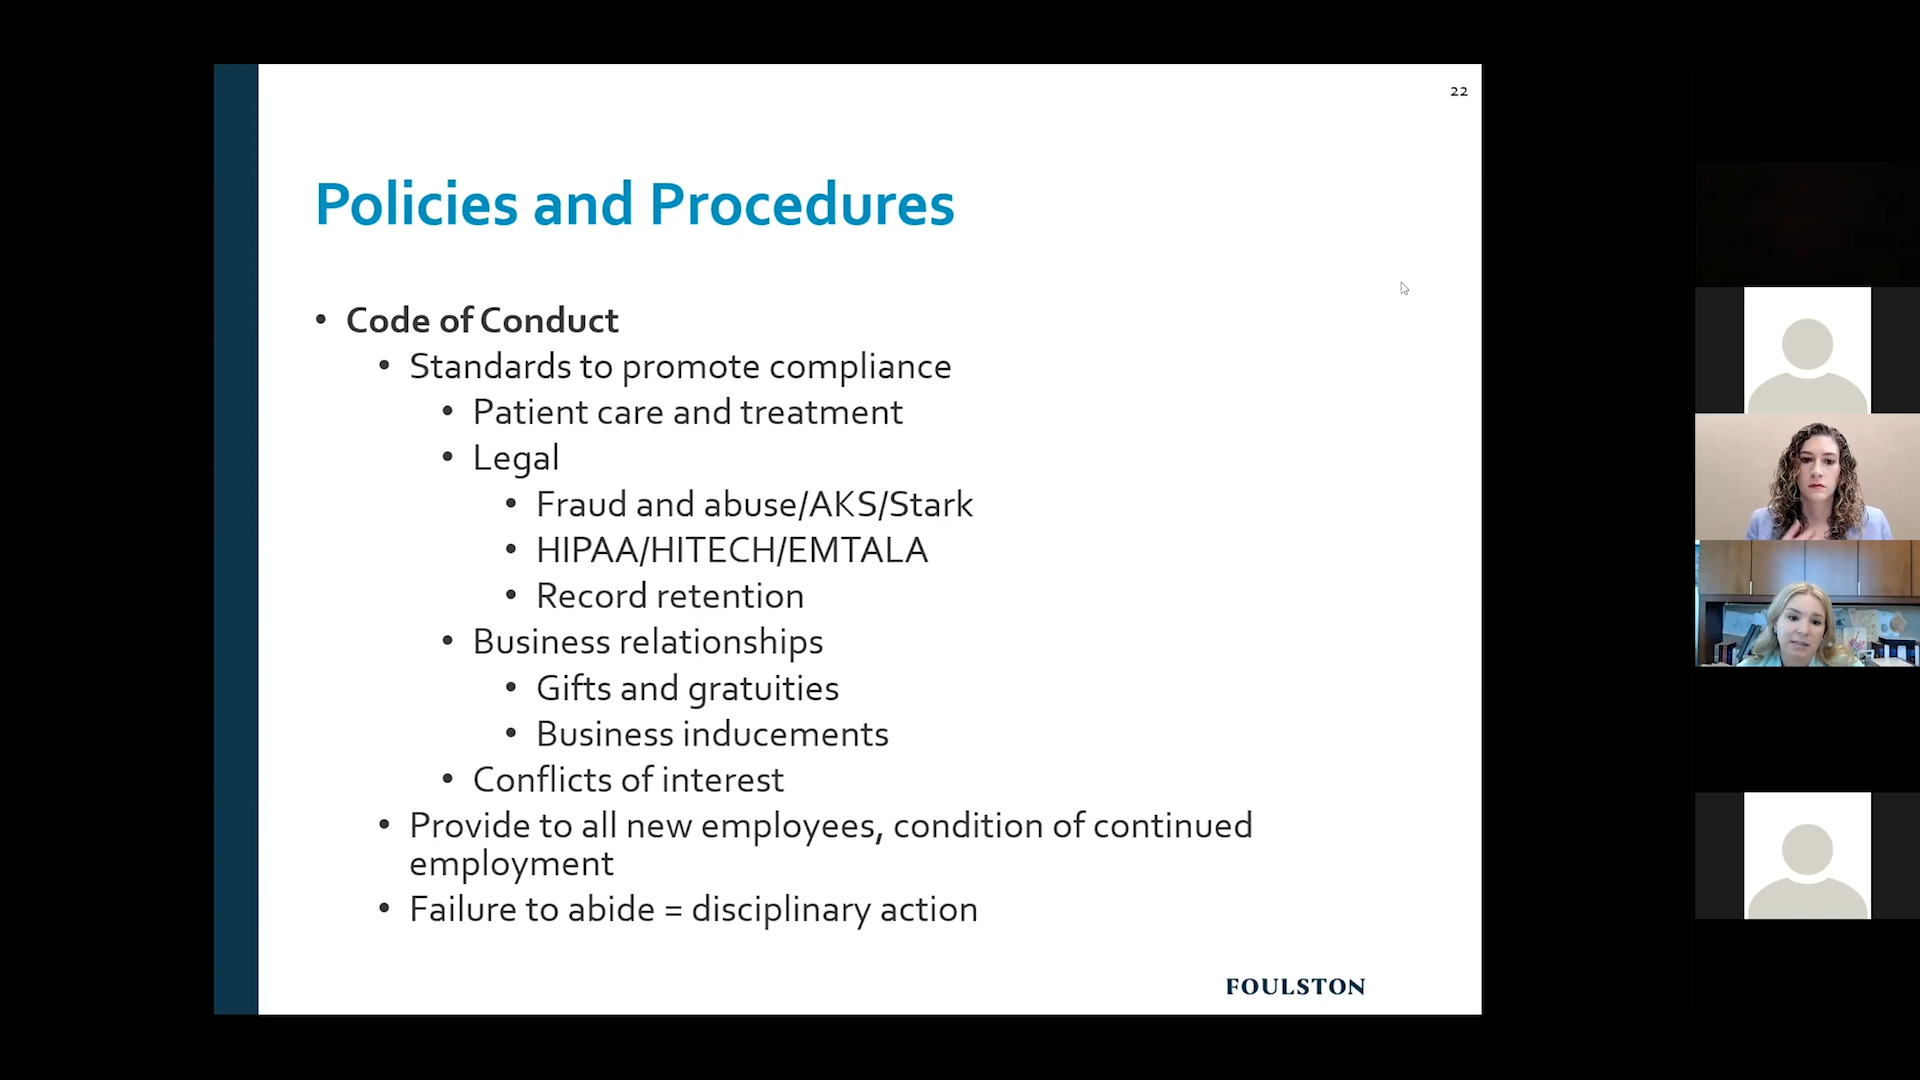 22
Policies and Procedures
• Code of Conduct
• Standards to promote compliance
• Patient care and treatment
• Legal
• Fraud and abuse/AKS/Stark
• HIPAA/HITECH/EMTALA
• Record retention
• Business relationships
• Gifts and gratuities
• Business inducements
• Conflicts of interest
• Provide to all new employees, condition of continued
employment
• Failure to abide = disciplinary action
FOULSTON